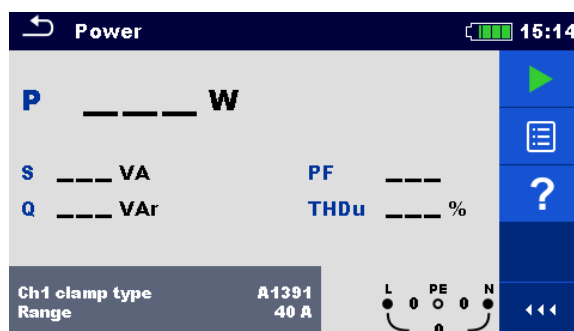 Power 15:14
P ___ W
S ___ VA PF ___
Q ___ VAr THDu ___ %
?
Ch1 clamp type A1391
Range 40 A
L PE N
0 0
0